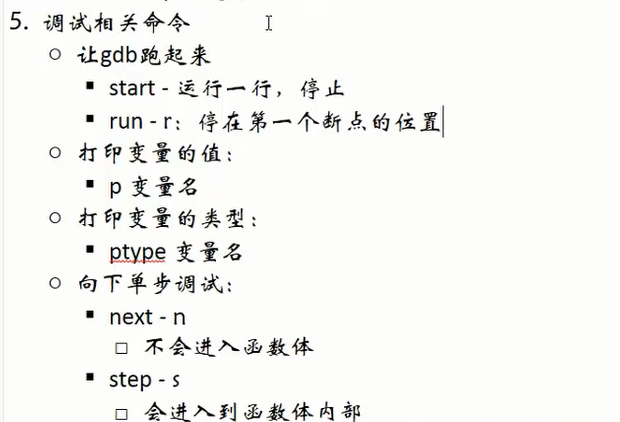 5. 调试相关命令
○ 让gdb跑起来
▪ start - 运行一行，停止
▪ run - r：停在第一个断点的位置
○ 打印变量的值：
▪ p 变量名
○ 打印变量的类型：
▪ ptype 变量名
○ 向下单步调试：
▪ next - n
□ 不会进入函数体
▪ step - s
□ 会进入到函数体内部